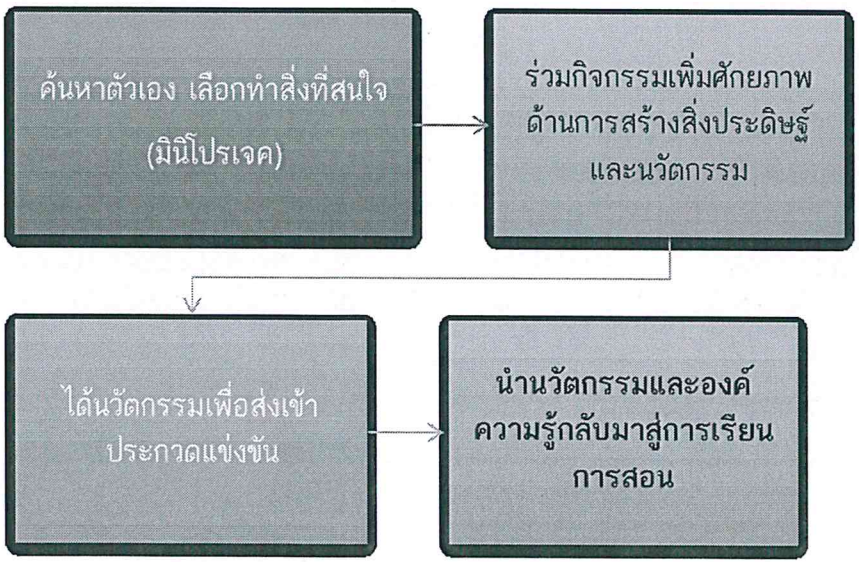 ค้นหาตัวเอง เลือกทำสิ่งที่สนใจ
(มินิโปรเจค)
ร่วมกิจกรรมเพิ่มศักยภาพ
ด้านการสร้างสิ่งประดิษฐ์
และนวัตกรรม
ได้นวัตกรรมเพื่อส่งเข้า
ประกวดแข่งขัน
นำนวัตกรรมและองค์
ความรู้กลับมาสู่การเรียน
การสอน